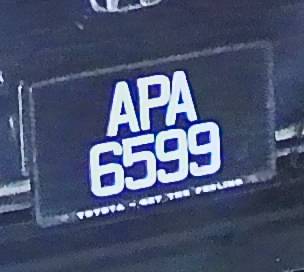 APA
6599
TOYOTA - GET THE FEELING